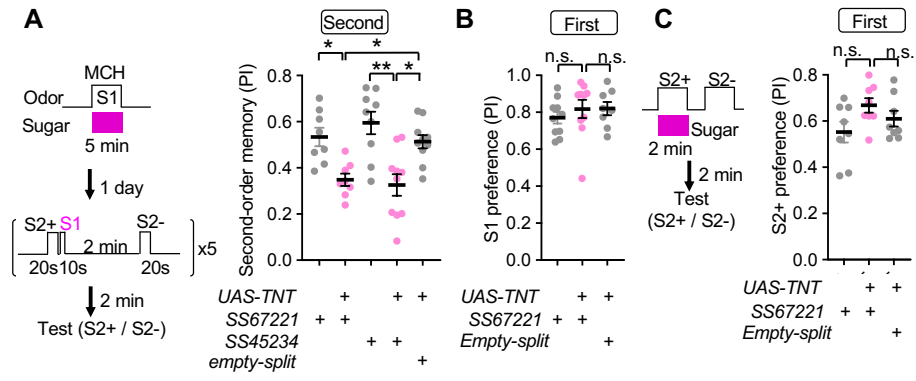 A
MCH
Odor
S1
Sugar
5 min
1 day
S2+ S1
S2-
2 min
x5
20s10s
20s
2 min
Test (S2+ / S2-)
Second
* *
** *
Second-order memory (PI)
0.8
0.6
0.4
0.2
0.0
UAS-TNT + + +
SS67221 + +
SS45234 + +
empty-split +
B
First
n.s. n.s.
S1 preference (PI)
1.0
0.8
0.6
0.4
0.2
0.0
UAS-TNT + +
SS67221 + +
Empty-split +
C
S2+ S2-
Sugar
2 min
2 min
Test
(S2+ / S2-)
First
n.s. n.s.
S2+ preference (PI)
0.8
0.6
0.4
0.2
0.0
UAS-TNT + +
SS67221 + +
Empty-split +